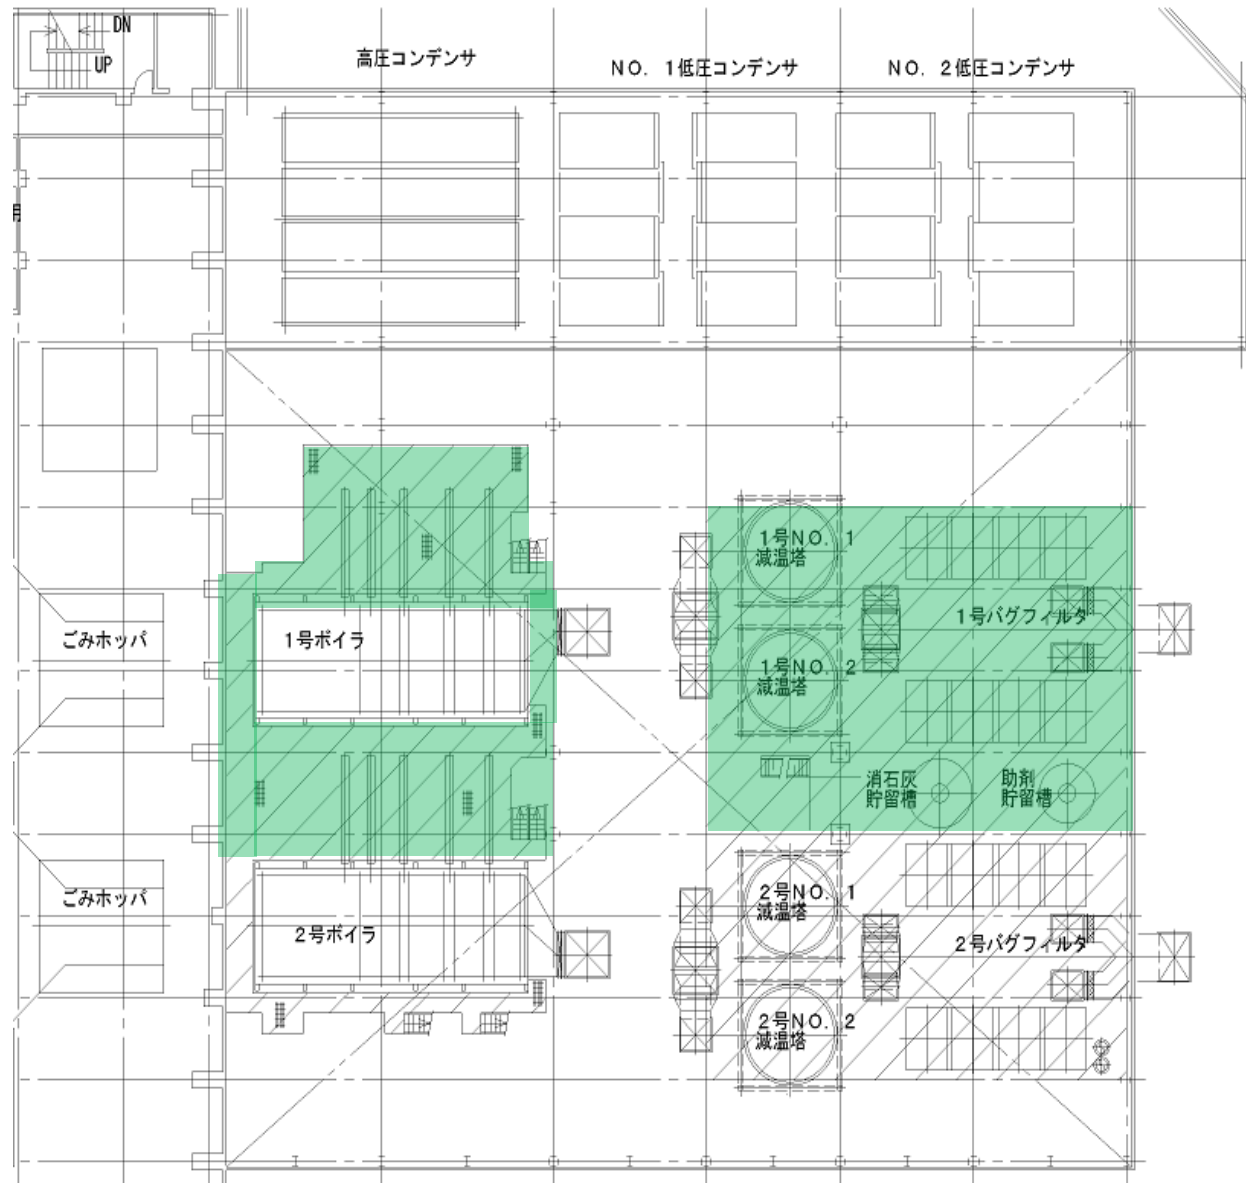 DN
UP
高圧コンデンサ
NO. 1低圧コンデンサ
NO. 2低圧コンデンサ
1号NO. 1
減温塔
ごみホッパ
1号ボイラ
1号バグフィルタ
1号NO. 2
減温塔
消石灰
貯留槽
助剤
貯留槽
ごみホッパ
2号ボイラ
2号NO. 1
減温塔
2号バグフィルタ
2号NO. 2
減温塔